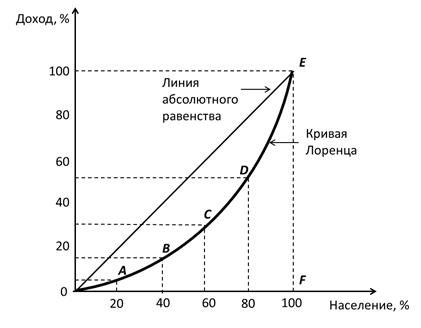 Доход, %
E
100
Линия
абсолютного
равенства
80
Кривая
Лоренца
60
D
40
C
20
B
A
F
0
20
40
60
80
100
Население, %